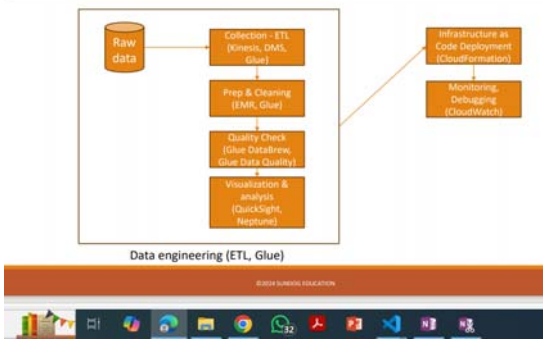 Raw
data
Collection - ETL
(Kinesis, DMS,
Glue)
Prep & Cleaning
(EMR, Glue)
Quality Check
(Glue DataBrew,
Glue Data Quality)
Visualization &
analysis
(QuickSight,
Neptune)
Data engineering (ETL, Glue)
Infrastructure as
Code Deployment
(CloudFormation)
Monitoring,
Debugging
(CloudWatch)
©2024 SUNDOG EDUCATION
32